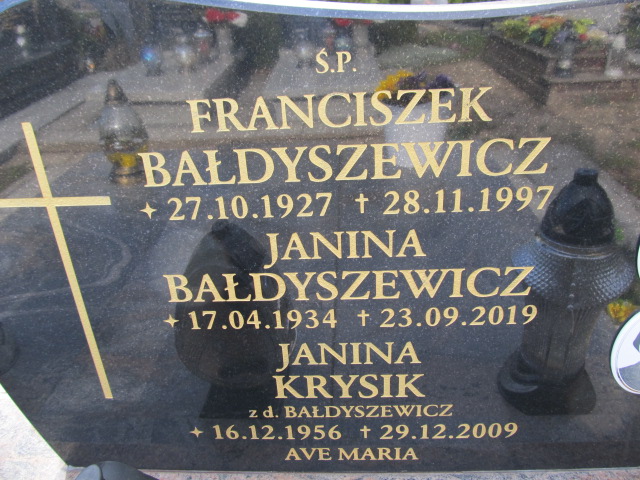 Ś.P.
FRANCISZEK
BAŁDYSZEWICZ
✦ 27.10.1927 † 28.11.1997
JANINA
BAŁDYSZEWICZ
✦ 17.04.1934 † 23.09.2019
JANINA
KRYSIK
z d. BAŁDYSZEWICZ
✦ 16.12.1956 † 29.12.2009
AVE MARIA